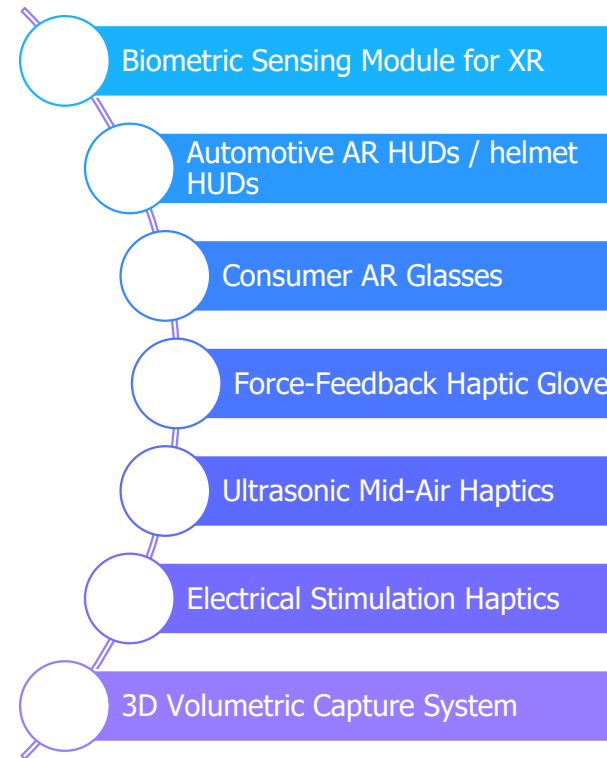 Biometric Sensing Module for XR
Automotive AR HUDs / helmet
HUDs
Consumer AR Glasses
Force-Feedback Haptic Glove
Ultrasonic Mid-Air Haptics
Electrical Stimulation Haptics
3D Volumetric Capture System